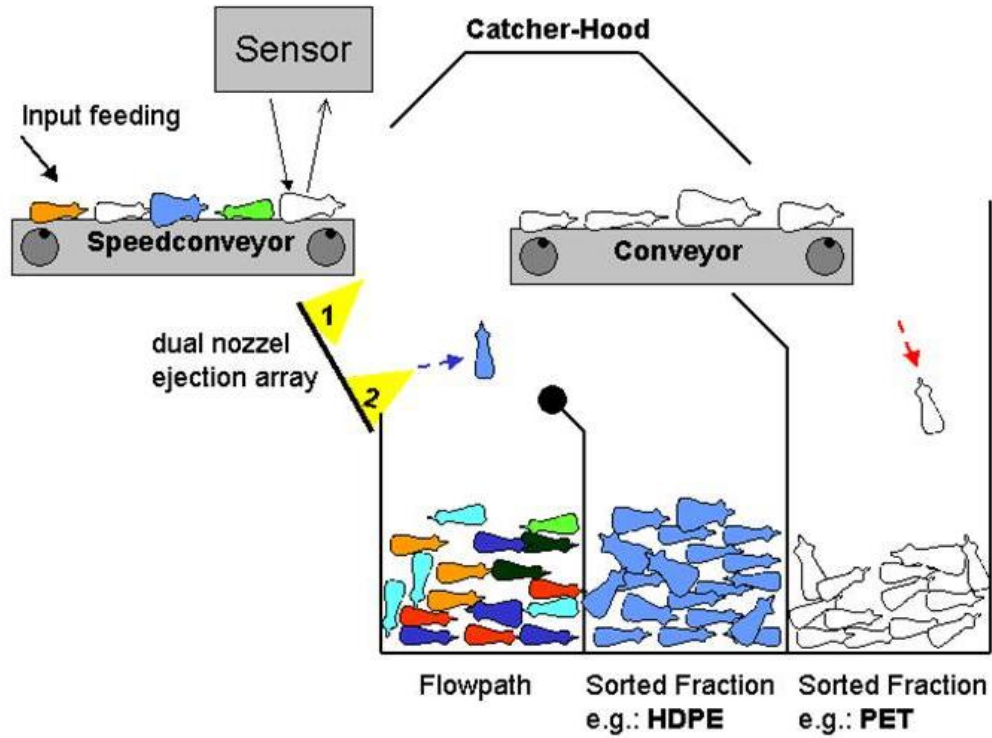 Catcher-Hood
Sensor
Input feeding
Speedconveyor
Conveyor
1
dual nozzel
ejection array
2
Flowpath
Sorted Fraction
e.g.: HDPE
Sorted Fraction
e.g.: PET